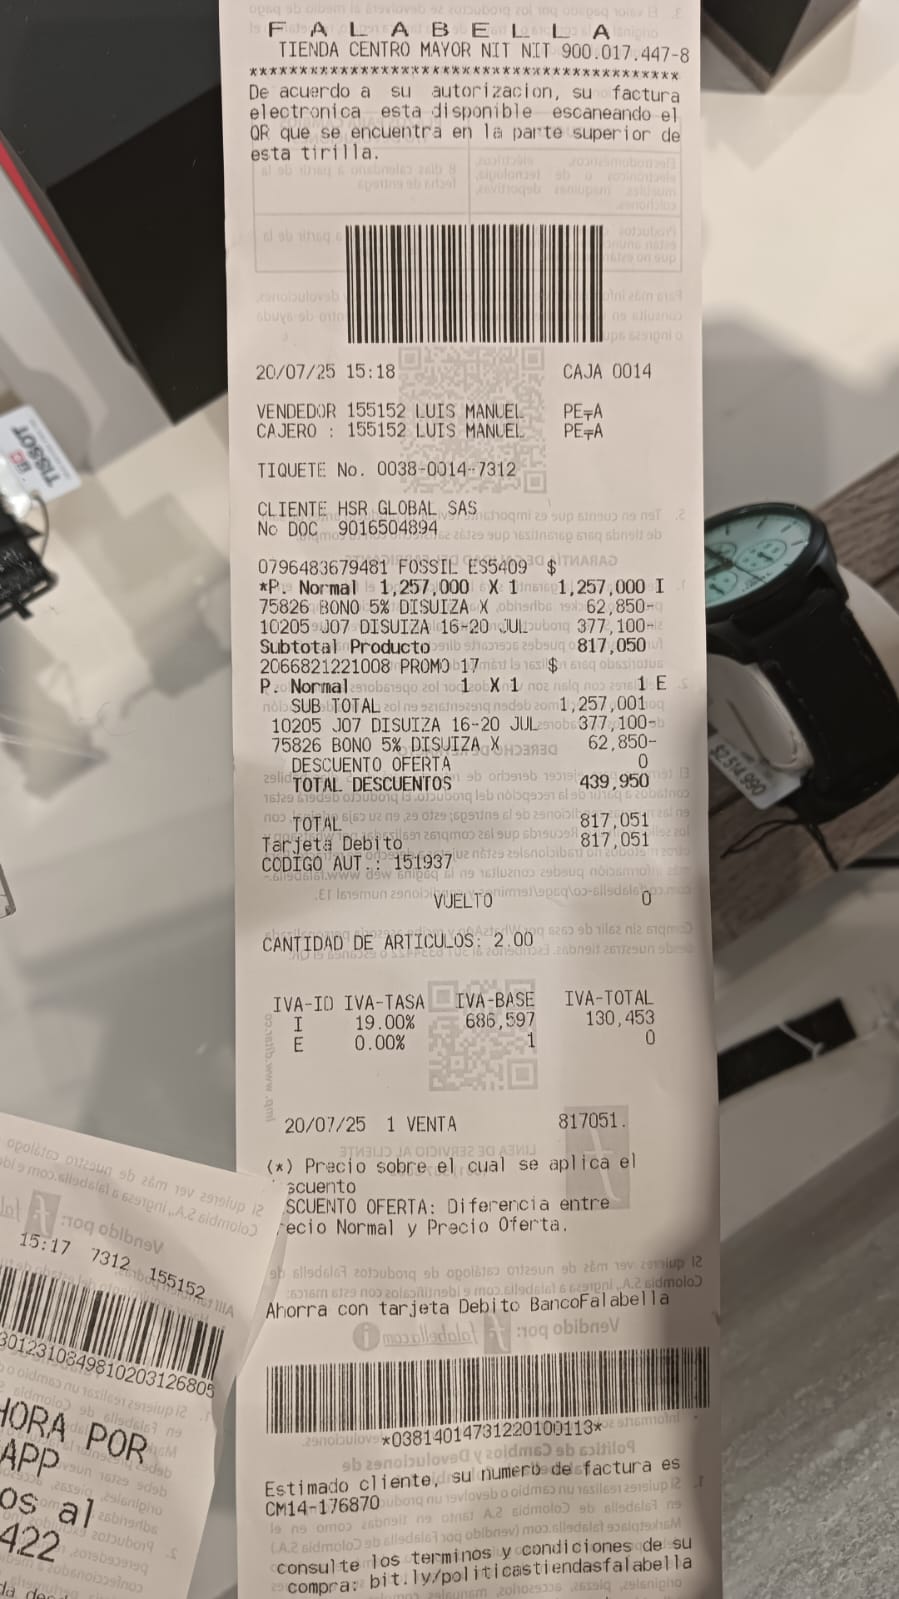 F A L A B E L L A
TIENDA CENTRO MAYOR NIT NIT 900.017.447-8
*******************************************
De acuerdo a su autorizacion, su factura
electronica esta disponible escaneando el
QR que se encuentra en la parte superior de
esta tirilla.
20/07/25 15:18 CAJA 0014
VENDEDOR 155152 LUIS MANUEL PE╤A
CAJERO : 155152 LUIS MANUEL PE╤A
TIQUETE No. 0038-0014-7312
CLIENTE HSR GLOBAL SAS
No DOC 9016504894
0796483679481 FOSSIL ES5409 $
*P. Normal 1,257,000 X 1 1,257,000 I
75826 BONO 5% DISUIZA X 62,850-
10205 J07 DISUIZA 16-20 JUL 377,100-
Subtotal Producto 817,050
2066821221008 PROMO 17 $
P. Normal 1 X 1 1 E
SUB TOTAL 1,257,001
10205 J07 DISUIZA 16-20 JUL 377,100-
75826 BONO 5% DISUIZA X 62,850-
DESCUENTO OFERTA 0
TOTAL DESCUENTOS 439,950
TOTAL 817,051
Tarjeta Debito 817,051
CODIGO AUT.: 151937
VUELTO 0
CANTIDAD DE ARTICULOS: 2.00
IVA-ID IVA-TASA IVA-BASE IVA-TOTAL
I 19.00% 686,597 130,453
E 0.00% 1 0
20/07/25 1 VENTA 817051.
(*) Precio sobre el cual se aplica el
scuento
SCUENTO OFERTA: Diferencia entre
ecio Normal y Precio Oferta.
Ahorra con tarjeta Debito BancoFalabella
*03814014731220100113*
Estimado cliente, su numero de factura es
CM14-176870
consulte los terminos y condiciones de su
compra: bit.ly/politicastiendasfalabella
15:17 7312 155152
HORA POR
APP
os al
422
TISSOT